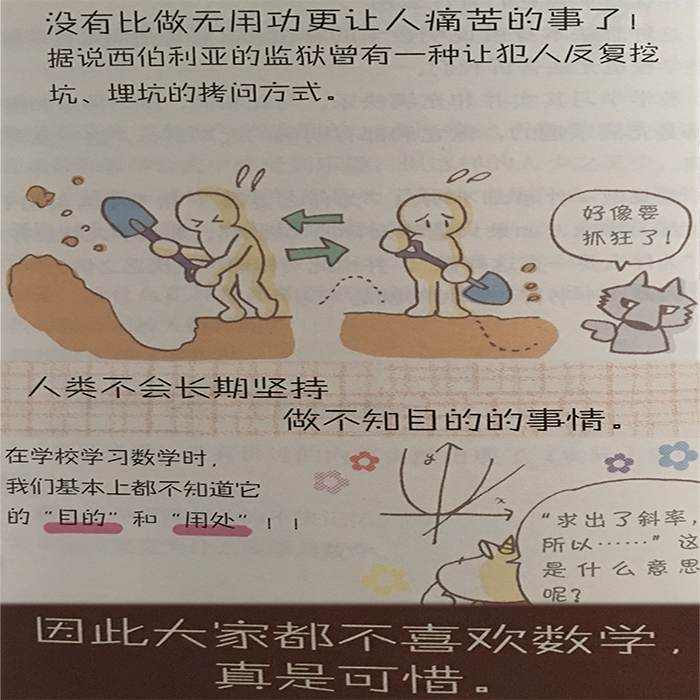 没有比做无用功更让人痛苦的事了！
据说西伯利亚的监狱曾有一种让犯人反复挖
坑、埋坑的拷问方式。
好像要
抓狂了！
人类不会长期坚持
做不知目的的事情。
在学校学习数学时，
我们基本上都不知道它
的“目的”和“用处”！！
y
x
“求出了斜率，
所以……”这
是什么意思
呢？
因此大家都不喜欢数学，
真是可惜。